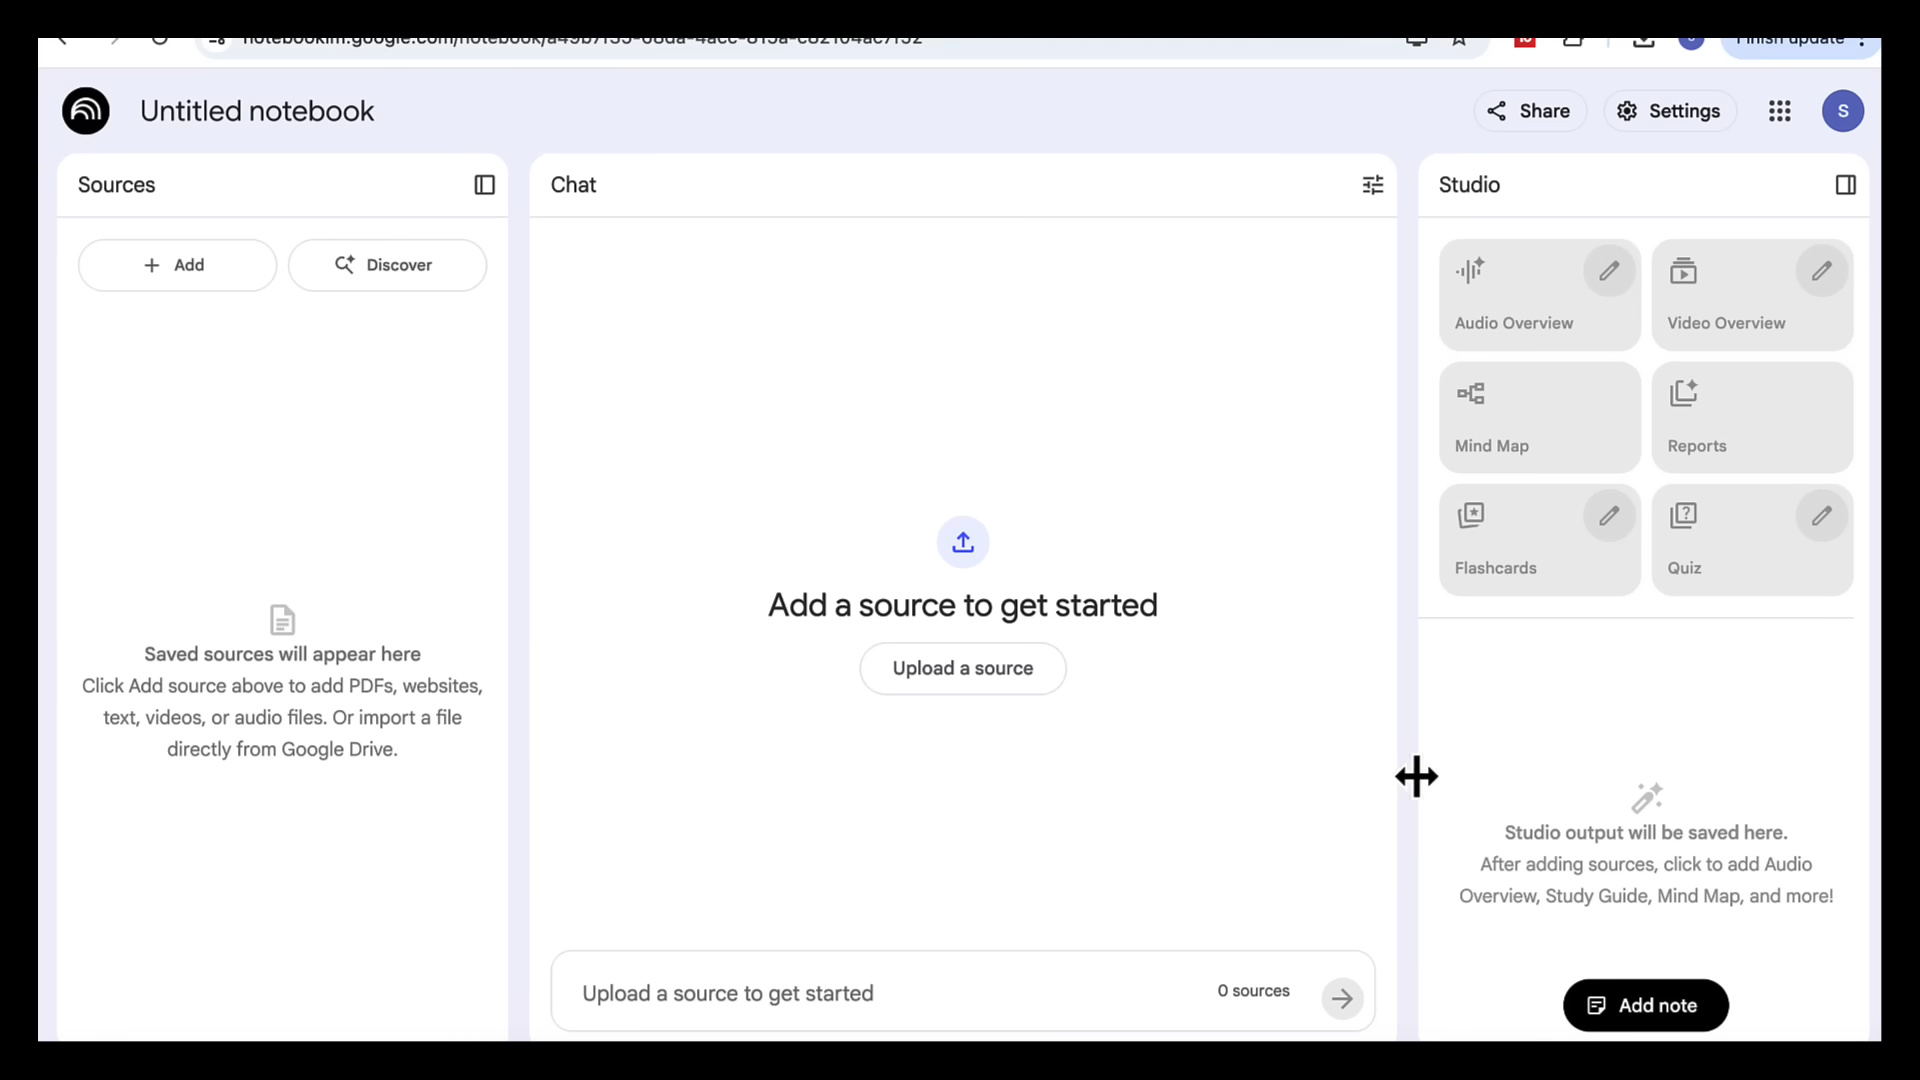 Untitled notebook
Share
Settings
S
Sources
Add
Discover
Saved sources will appear here
Click Add source above to add PDFs, websites,
text, videos, or audio files. Or import a file
directly from Google Drive.
Chat
Add a source to get started
Upload a source
Upload a source to get started
0 sources
Studio
Audio Overview
Video Overview
Mind Map
Reports
Flashcards
Quiz
Studio output will be saved here.
After adding sources, click to add Audio
Overview, Study Guide, Mind Map, and more!
Add note